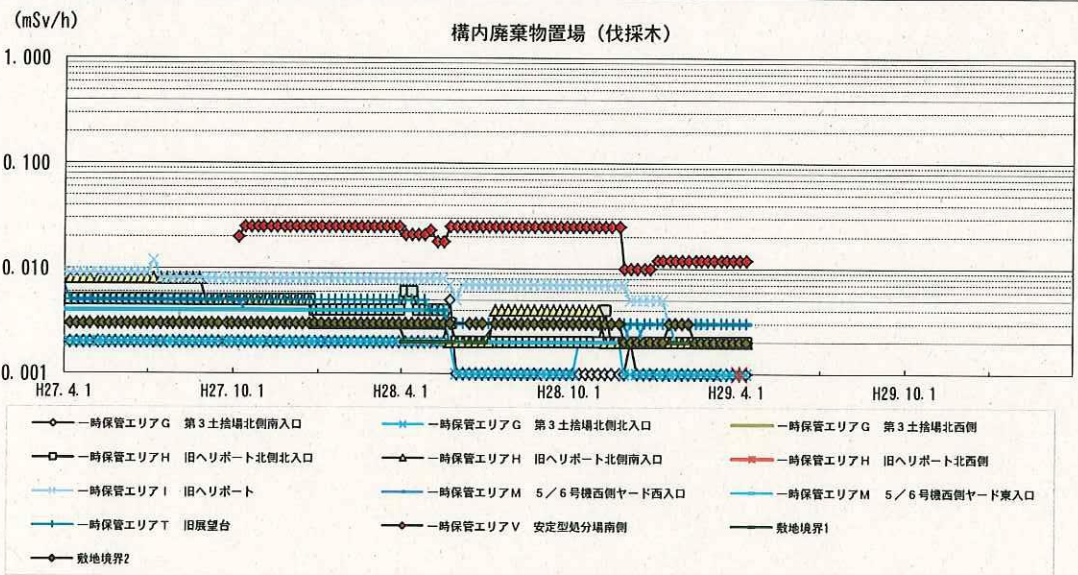 (mSv/h)
構内廃棄物置場（伐採木）
1.000
0.100
0.010
0.001
H27. 4. 1 H27. 10. 1 H28. 4. 1 H28. 10. 1 H29. 4. 1 H29. 10. 1
一時保管エリアＧ　第３土捨場北側南入口 一時保管エリアＧ　第３土捨場北側北入口 一時保管エリアＧ　第３土捨場北西側
一時保管エリアＨ　旧ヘリポート北側北入口 一時保管エリアＨ　旧ヘリポート北側南入口 一時保管エリアＨ　旧ヘリポート北西側
一時保管エリアＩ　旧ヘリポート 一時保管エリアＭ　５／６号機西側ヤード西入口 一時保管エリアＭ　５／６号機西側ヤード東入口
一時保管エリアＴ　旧展望台 一時保管エリアＶ　安定型処分場南側 敷地境界1
敷地境界2